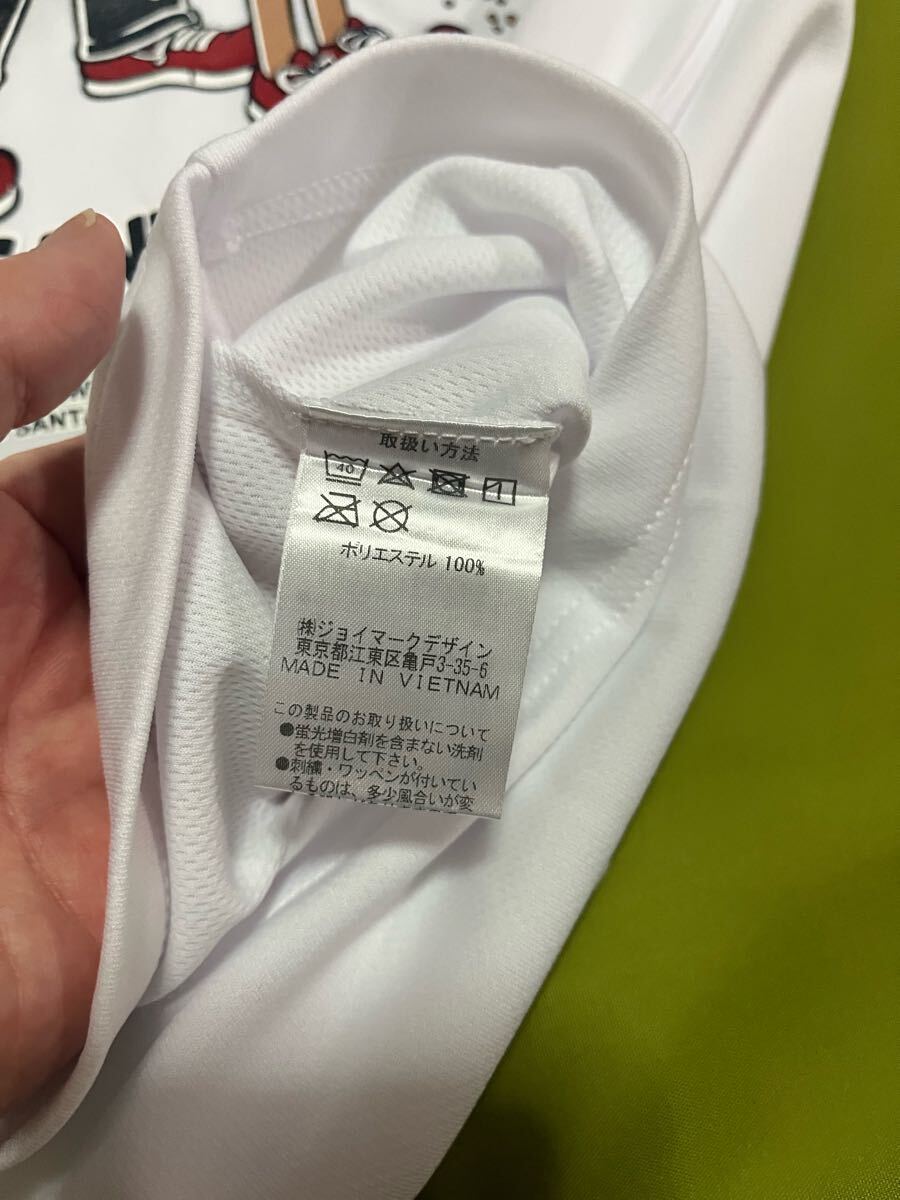 SANT
取扱い方法
40
ポリエステル 100%
㈱ジョイマークデザイン
東京都江東区亀戸3-35-6
MADE IN VIETNAM
この製品のお取り扱いについて
●蛍光増白剤を含まない洗剤
を使用して下さい。
●刺繍・ワッペンが付いてい
るものは、多少風合いが変